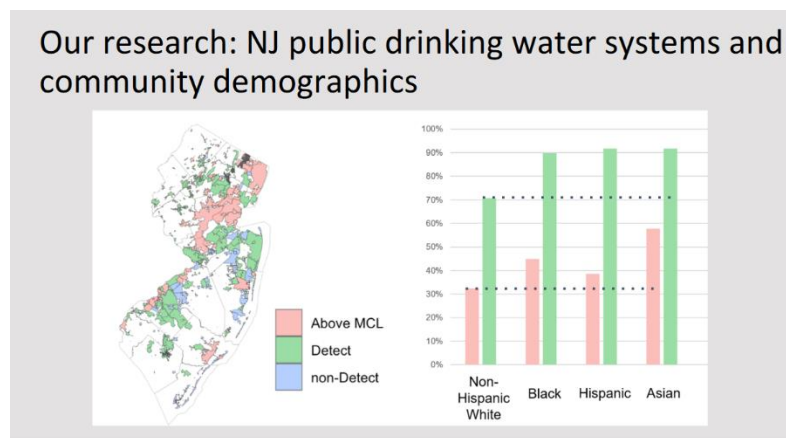 Our research: NJ public drinking water systems and
community demographics
Above MCL
Detect
non-Detect
100%
90%
80%
70%
60%
50%
40%
30%
20%
10%
0%
Non-
Hispanic
White
Black
Hispanic
Asian